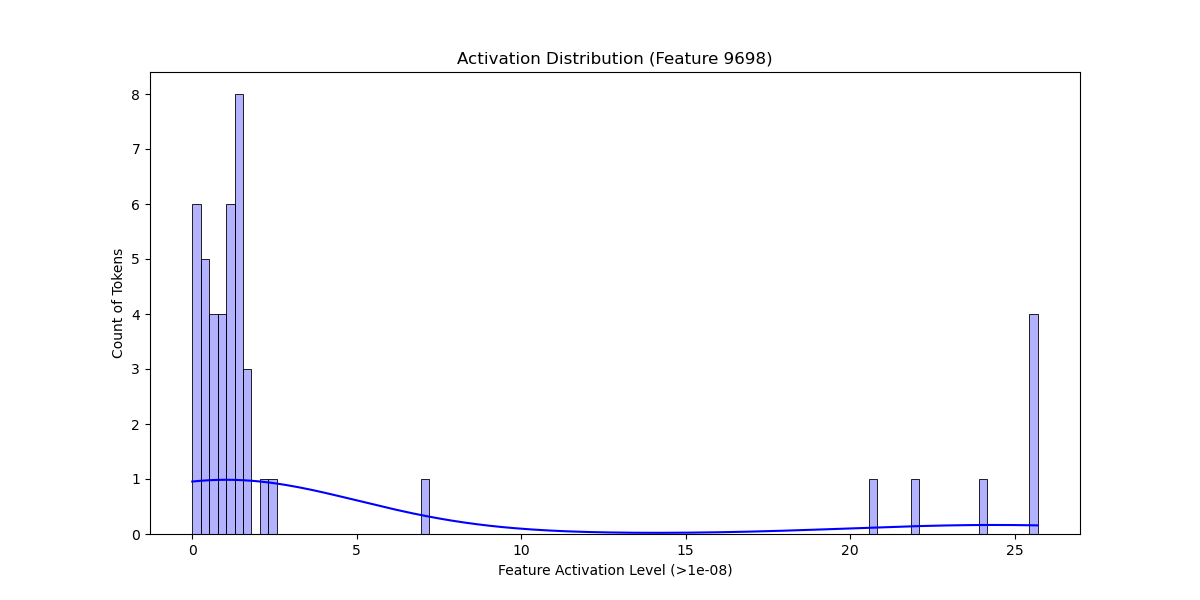 Activation Distribution (Feature 9698)
Count of Tokens
8
7
6
5
4
3
2
1
0
0 5 10 15 20 25
Feature Activation Level (>1e-08)